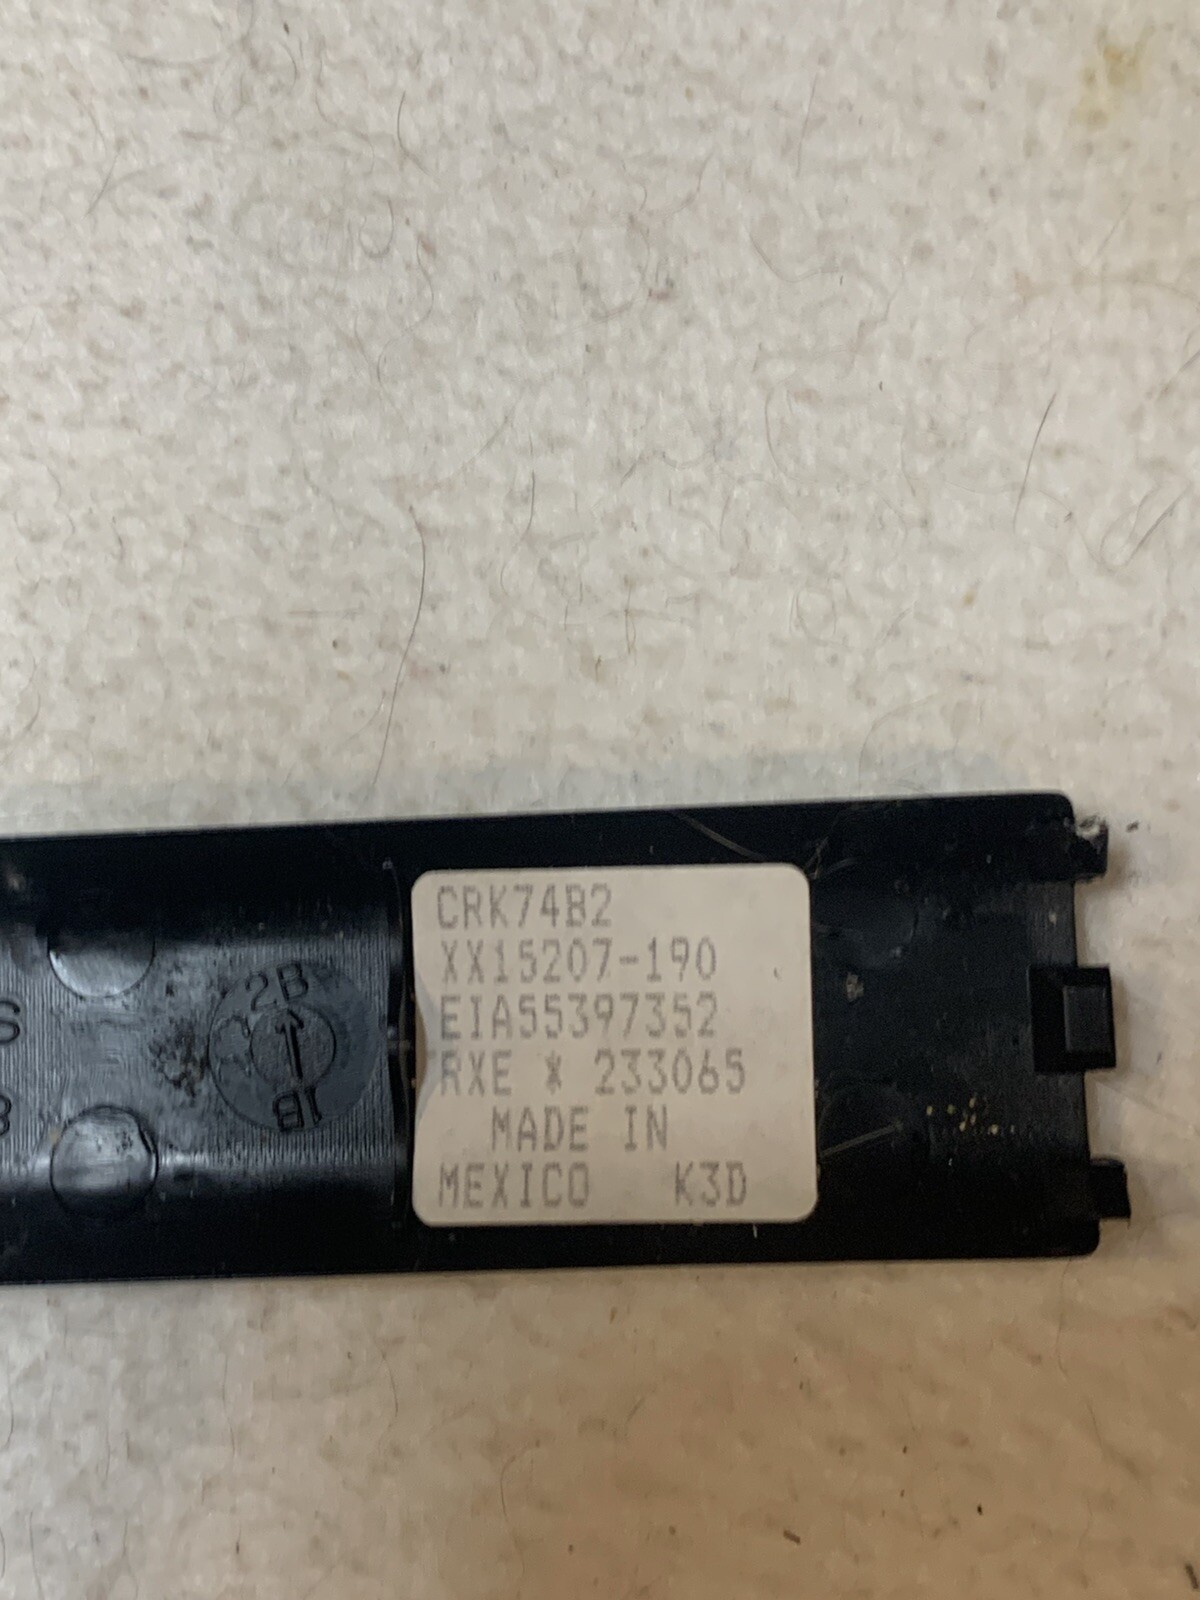 CRK74B2
XX15207-190
EIA55397352
RXE * 233065
MADE IN
MEXICO K3D
2B
1B
S